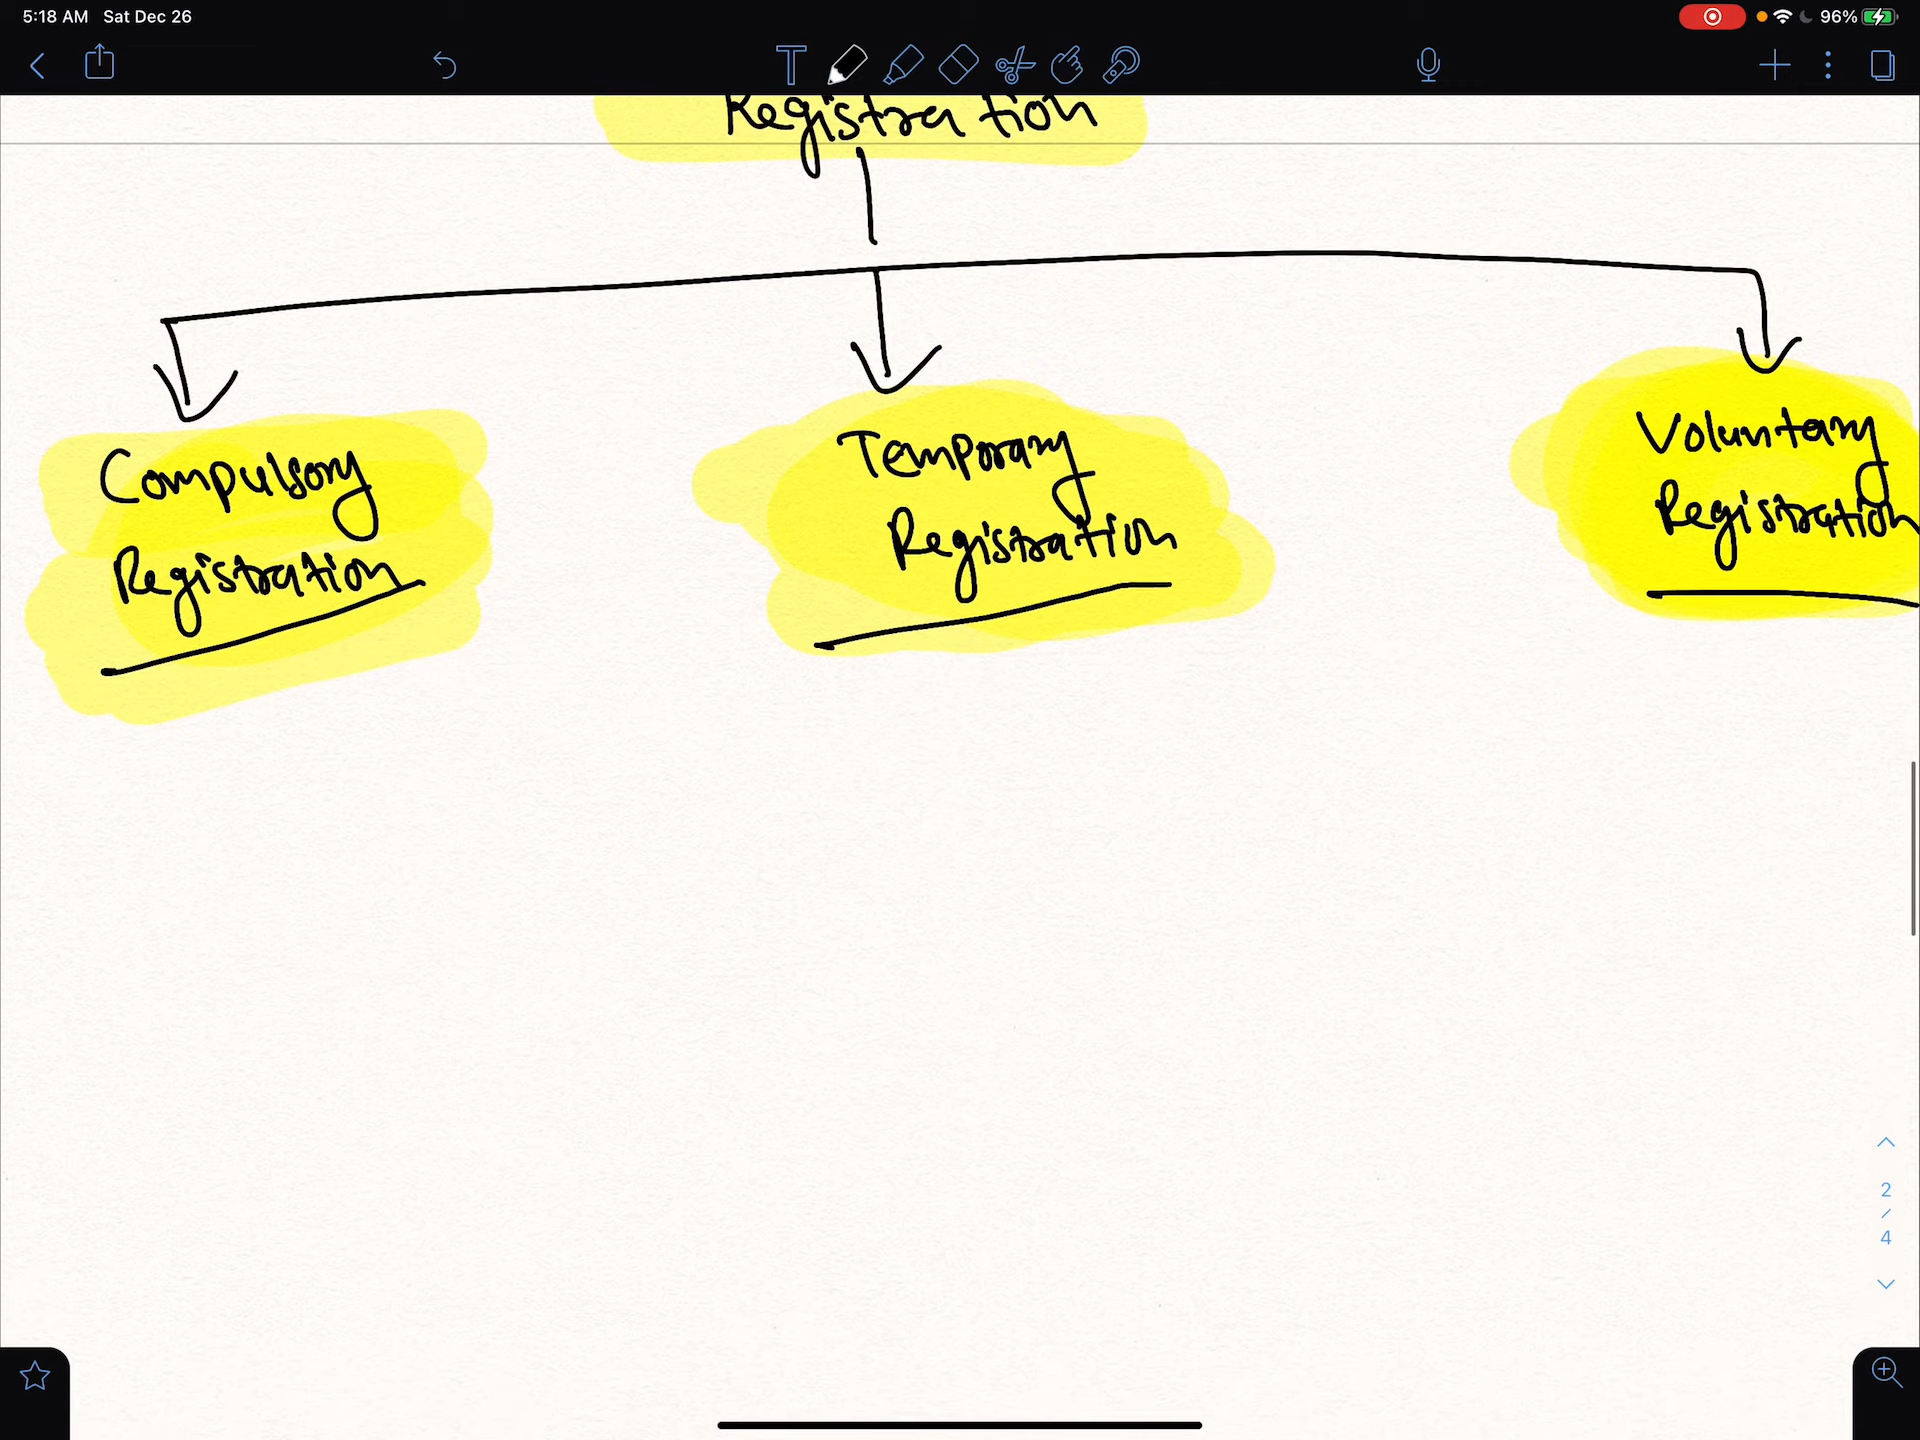 5:18 AM Sat Dec 26
96%
Registration
Compulsory
Registration
Temporary
Registration
Voluntary
Registration
2
/
4